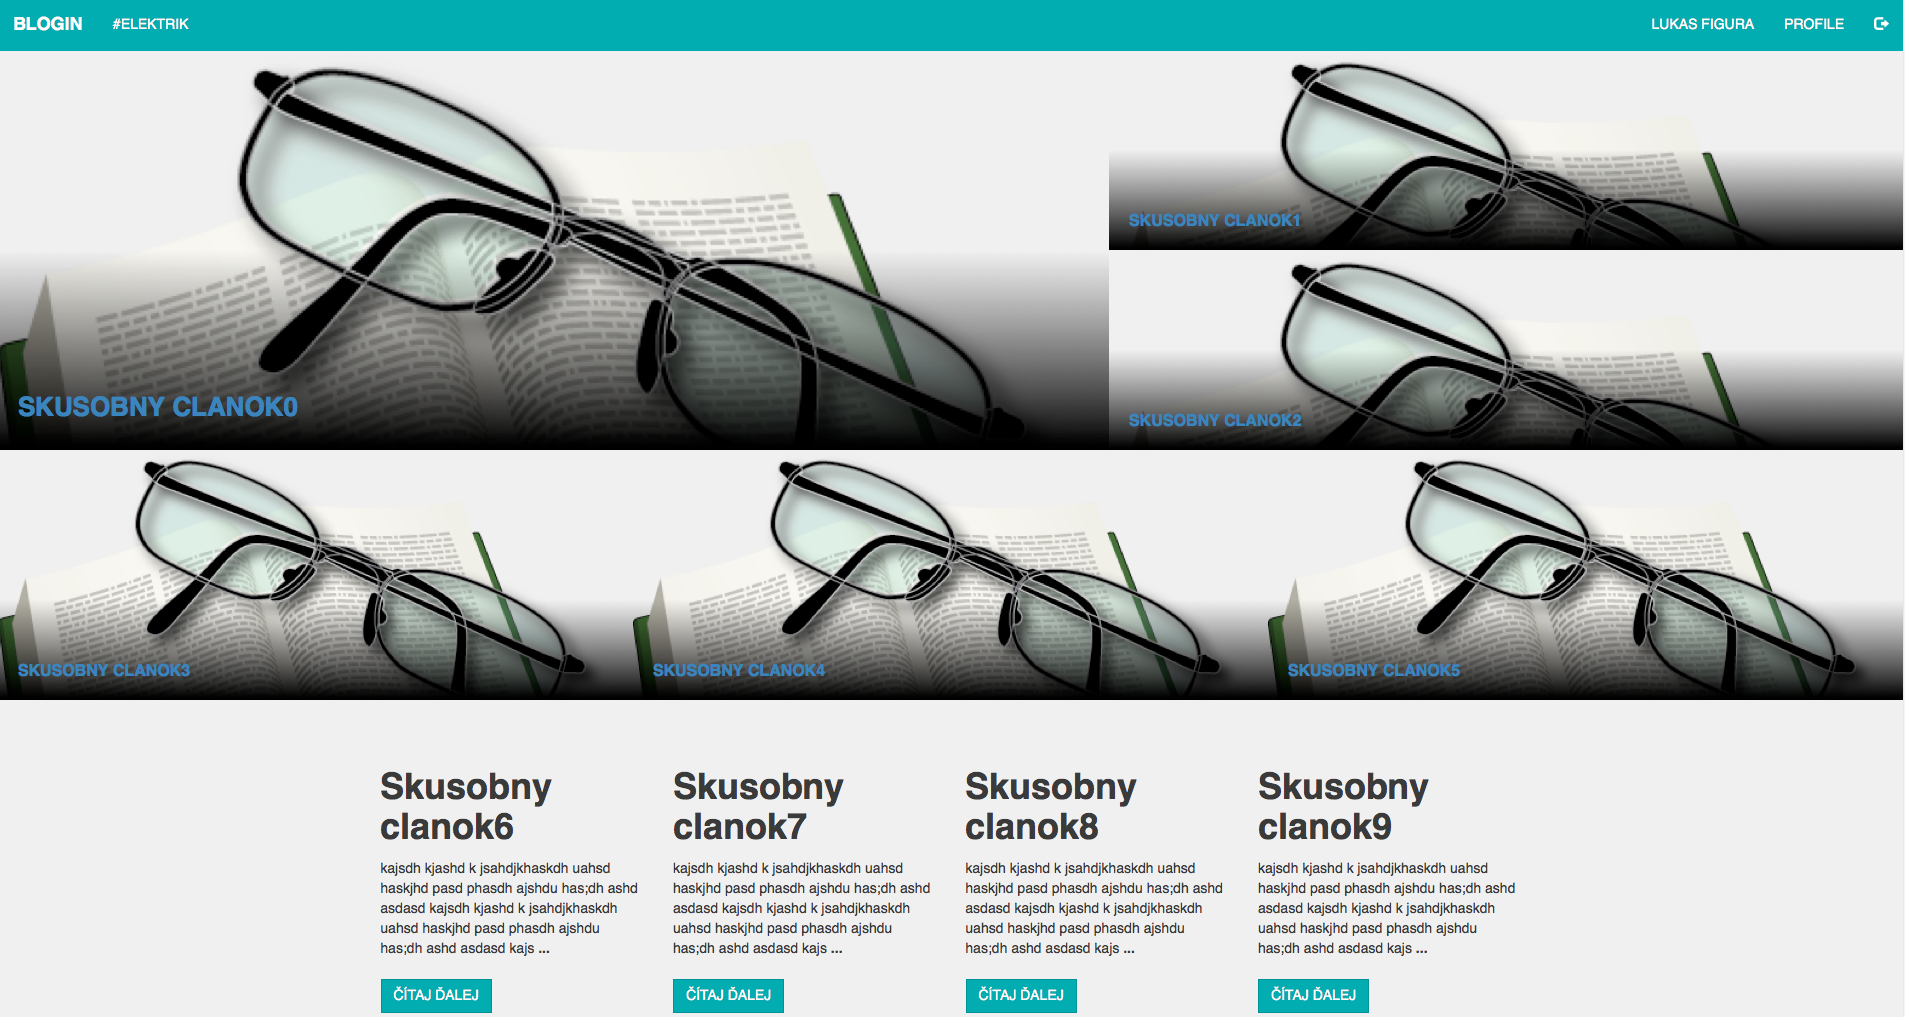 BLOGIN #ELEKTRIK LUKAS FIGURA PROFILE
SKUSOBNY CLANOK0
SKUSOBNY CLANOK1
SKUSOBNY CLANOK2
SKUSOBNY CLANOK3
SKUSOBNY CLANOK4
SKUSOBNY CLANOK5
Skusobny
clanok6
kajsdh kjashd k jsahdjkhaskdh uahsd
haskjhd pasd phasdh ajshdu has;dh ashd
asdasd kajsdh kjashd k jsahdjkhaskdh
uahsd haskjhd pasd phasdh ajshdu
has;dh ashd asdasd kajs ...
ČÍTAJ ĎALEJ
Skusobny
clanok7
kajsdh kjashd k jsahdjkhaskdh uahsd
haskjhd pasd phasdh ajshdu has;dh ashd
asdasd kajsdh kjashd k jsahdjkhaskdh
uahsd haskjhd pasd phasdh ajshdu
has;dh ashd asdasd kajs ...
ČÍTAJ ĎALEJ
Skusobny
clanok8
kajsdh kjashd k jsahdjkhaskdh uahsd
haskjhd pasd phasdh ajshdu has;dh ashd
asdasd kajsdh kjashd k jsahdjkhaskdh
uahsd haskjhd pasd phasdh ajshdu
has;dh ashd asdasd kajs ...
ČÍTAJ ĎALEJ
Skusobny
clanok9
kajsdh kjashd k jsahdjkhaskdh uahsd
haskjhd pasd phasdh ajshdu has;dh ashd
asdasd kajsdh kjashd k jsahdjkhaskdh
uahsd haskjhd pasd phasdh ajshdu
has;dh ashd asdasd kajs ...
ČÍTAJ ĎALEJ